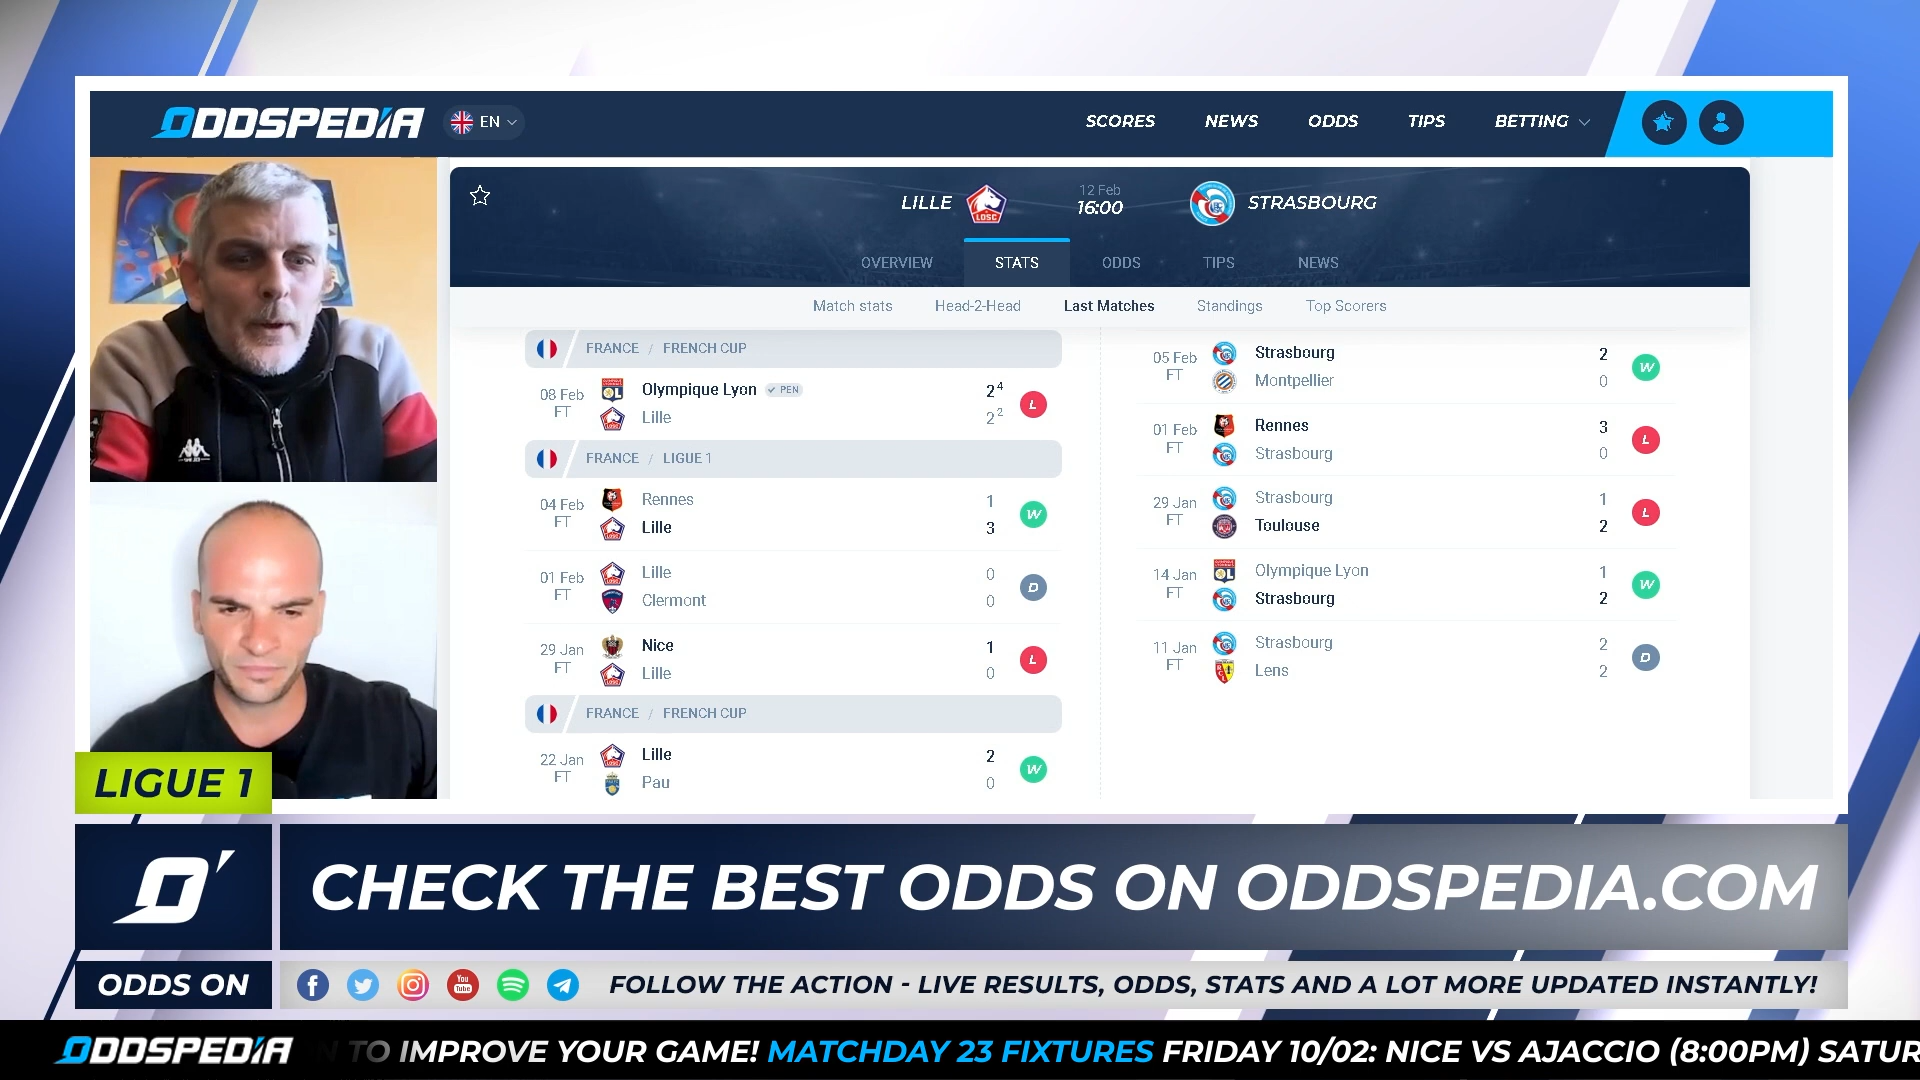 ODDSPEDIA
EN
SCORES
NEWS
ODDS
TIPS
BETTING
LILLE
LOSC
12 Feb
16:00
STRASBOURG
OVERVIEW
STATS
ODDS
TIPS
NEWS
Match stats
Head-2-Head
Last Matches
Standings
Top Scorers
FRANCE / FRENCH CUP
08 Feb
FT
Olympique Lyon PEN 2 4
Lille 2 2
L
FRANCE / LIGUE 1
04 Feb
FT
Rennes 1
Lille 3
W
01 Feb
FT
Lille 0
Clermont 0
D
29 Jan
FT
Nice 1
Lille 0
L
FRANCE / FRENCH CUP
22 Jan
FT
Lille 2
Pau 0
W
05 Feb
FT
Strasbourg 2
Montpellier 0
W
01 Feb
FT
Rennes 3
Strasbourg 0
L
29 Jan
FT
Strasbourg 1
Toulouse 2
L
14 Jan
FT
Olympique Lyon 1
Strasbourg 2
W
11 Jan
FT
Strasbourg 2
Lens 2
D
LIGUE 1
CHECK THE BEST ODDS ON ODDSPEDIA.COM
ODDS ON
You
Tube
FOLLOW THE ACTION - LIVE RESULTS, ODDS, STATS AND A LOT MORE UPDATED INSTANTLY!
ODDSPEDIA
TO IMPROVE YOUR GAME! MATCHDAY 23 FIXTURES FRIDAY 10/02: NICE VS AJACCIO (8:00PM) SATUR